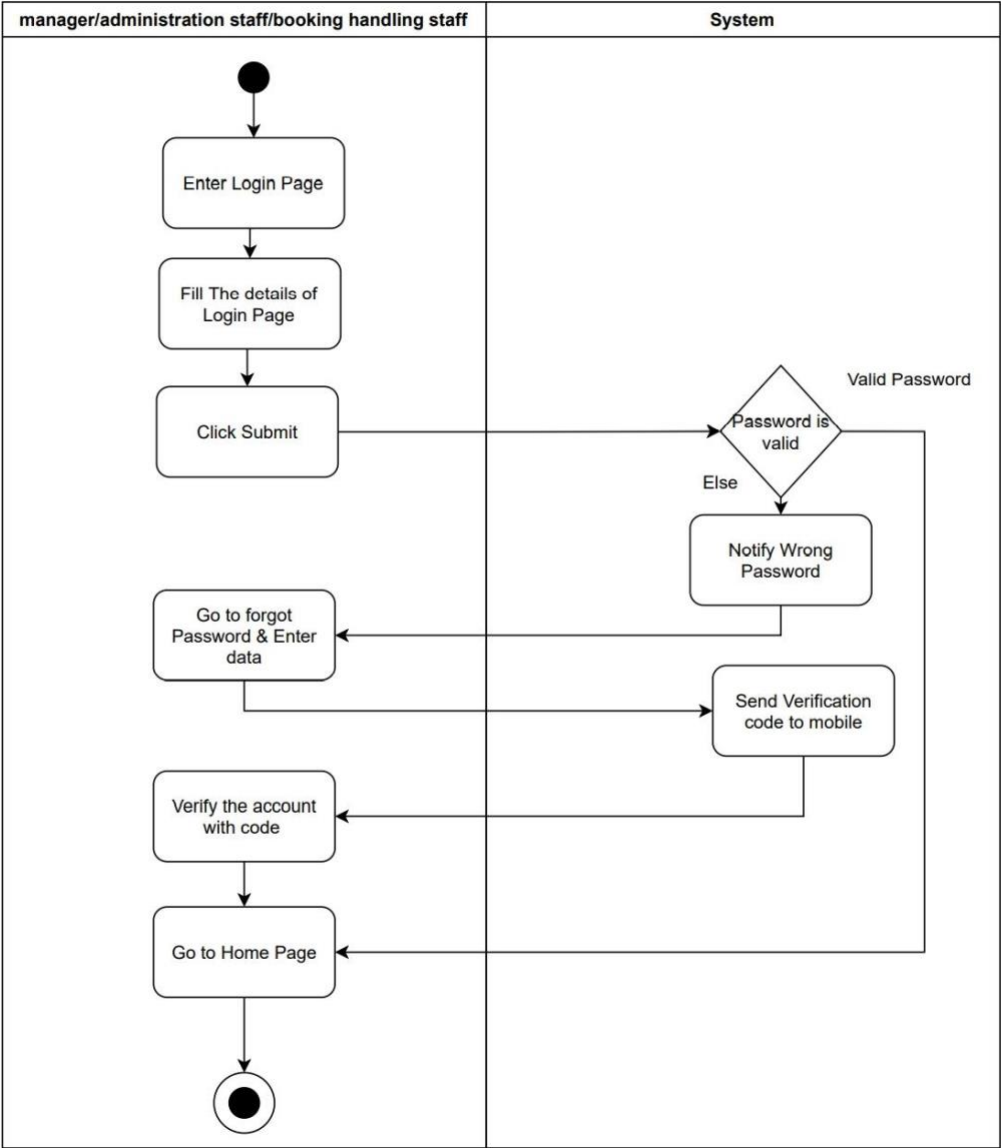 manager/administration staff/booking handling staff
System
Enter Login Page
Fill The details of
Login Page
Click Submit
Valid Password
Password is
valid
Else
Notify Wrong
Password
Go to forgot
Password & Enter
data
Send Verification
code to mobile
Verify the account
with code
Go to Home Page